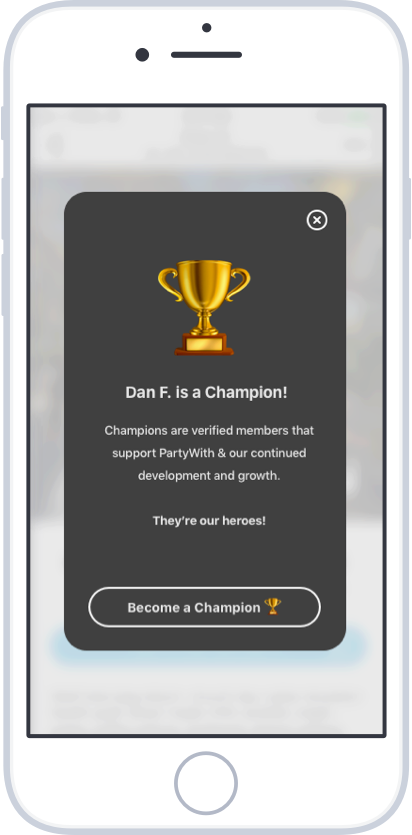 Dan F. is a Champion!
Champions are verified members that
support PartyWith & our continued
development and growth.
They're our heroes!
Become a Champion 🏆